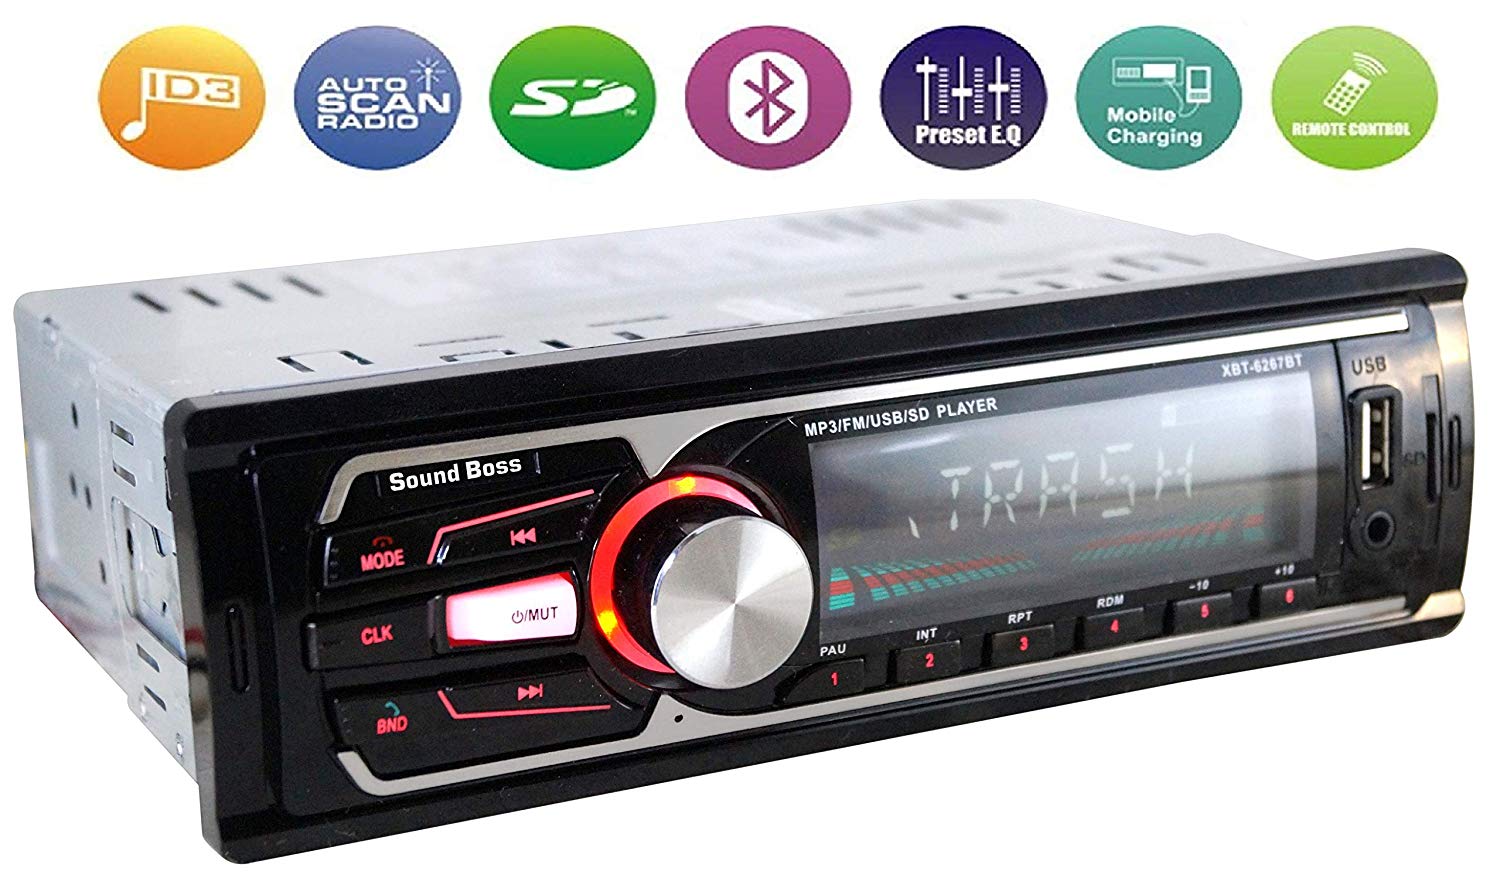 ID3
AUTO
SCAN
RADIO
SD
Preset E.Q
Mobile
Charging
REMOTE CONTROL
XBT-6267BT
USB
MP3/FM/USB/SD PLAYER
Sound Boss
TRASH
SD
MODE
⏻/MUT
CLK
BND
PAU
INT
RPT
RDM
-10
+10
1
2
3
4
5
6